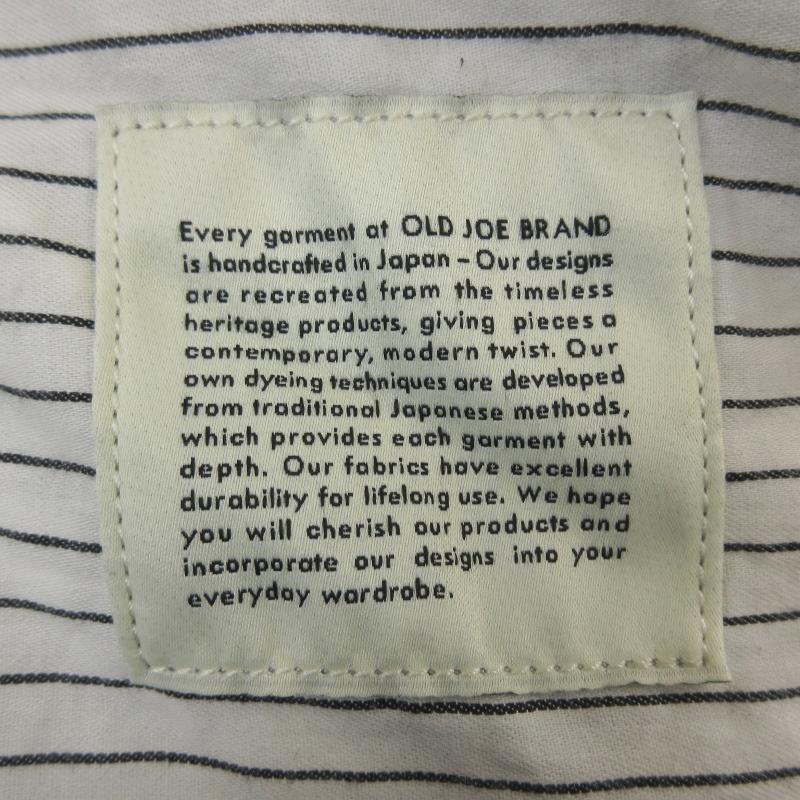 Every garment at OLD JOE BRAND
is handcrafted in Japan – Our designs
are recreated from the timeless
heritage products, giving pieces a
contemporary, modern twist. Our
own dyeing techniques are developed
from traditional Japanese methods,
which provides each garment with
depth. Our fabrics have excellent
durability for lifelong use. We hope
you will cherish our products and
incorporate our designs into your
everyday wardrobe.